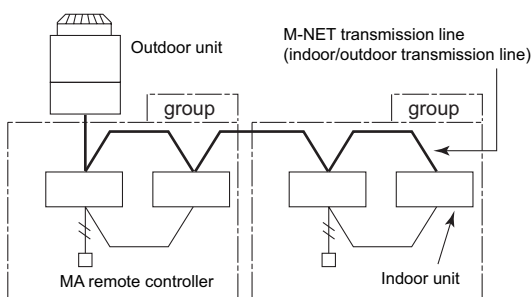 M-NET transmission line
(indoor/outdoor transmission line)
Outdoor unit
group
group
MA remote controller
Indoor unit